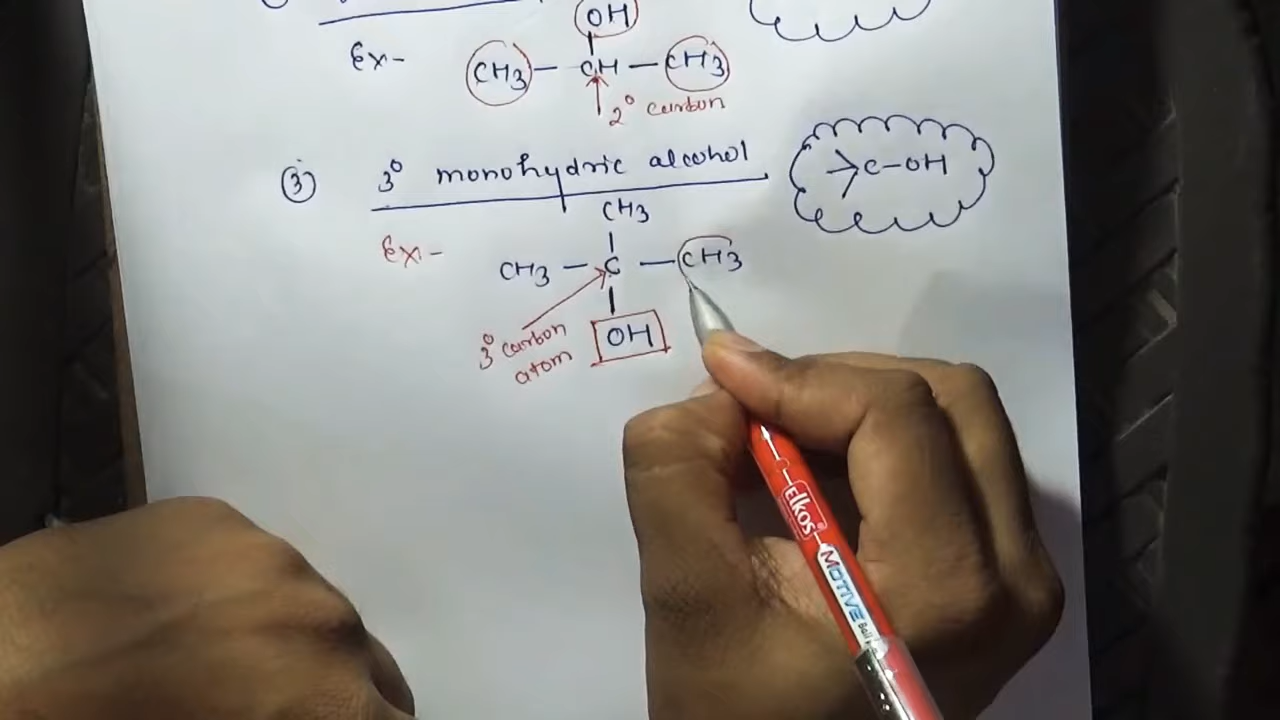 OH
Ex- CH3 — CH — CH3
2° carbon
③ 3° monohydric alcohol
C-OH
CH3
Ex- CH3 — C — CH3
OH
3° carbon
atom
Elkos
MOTIVE Ball